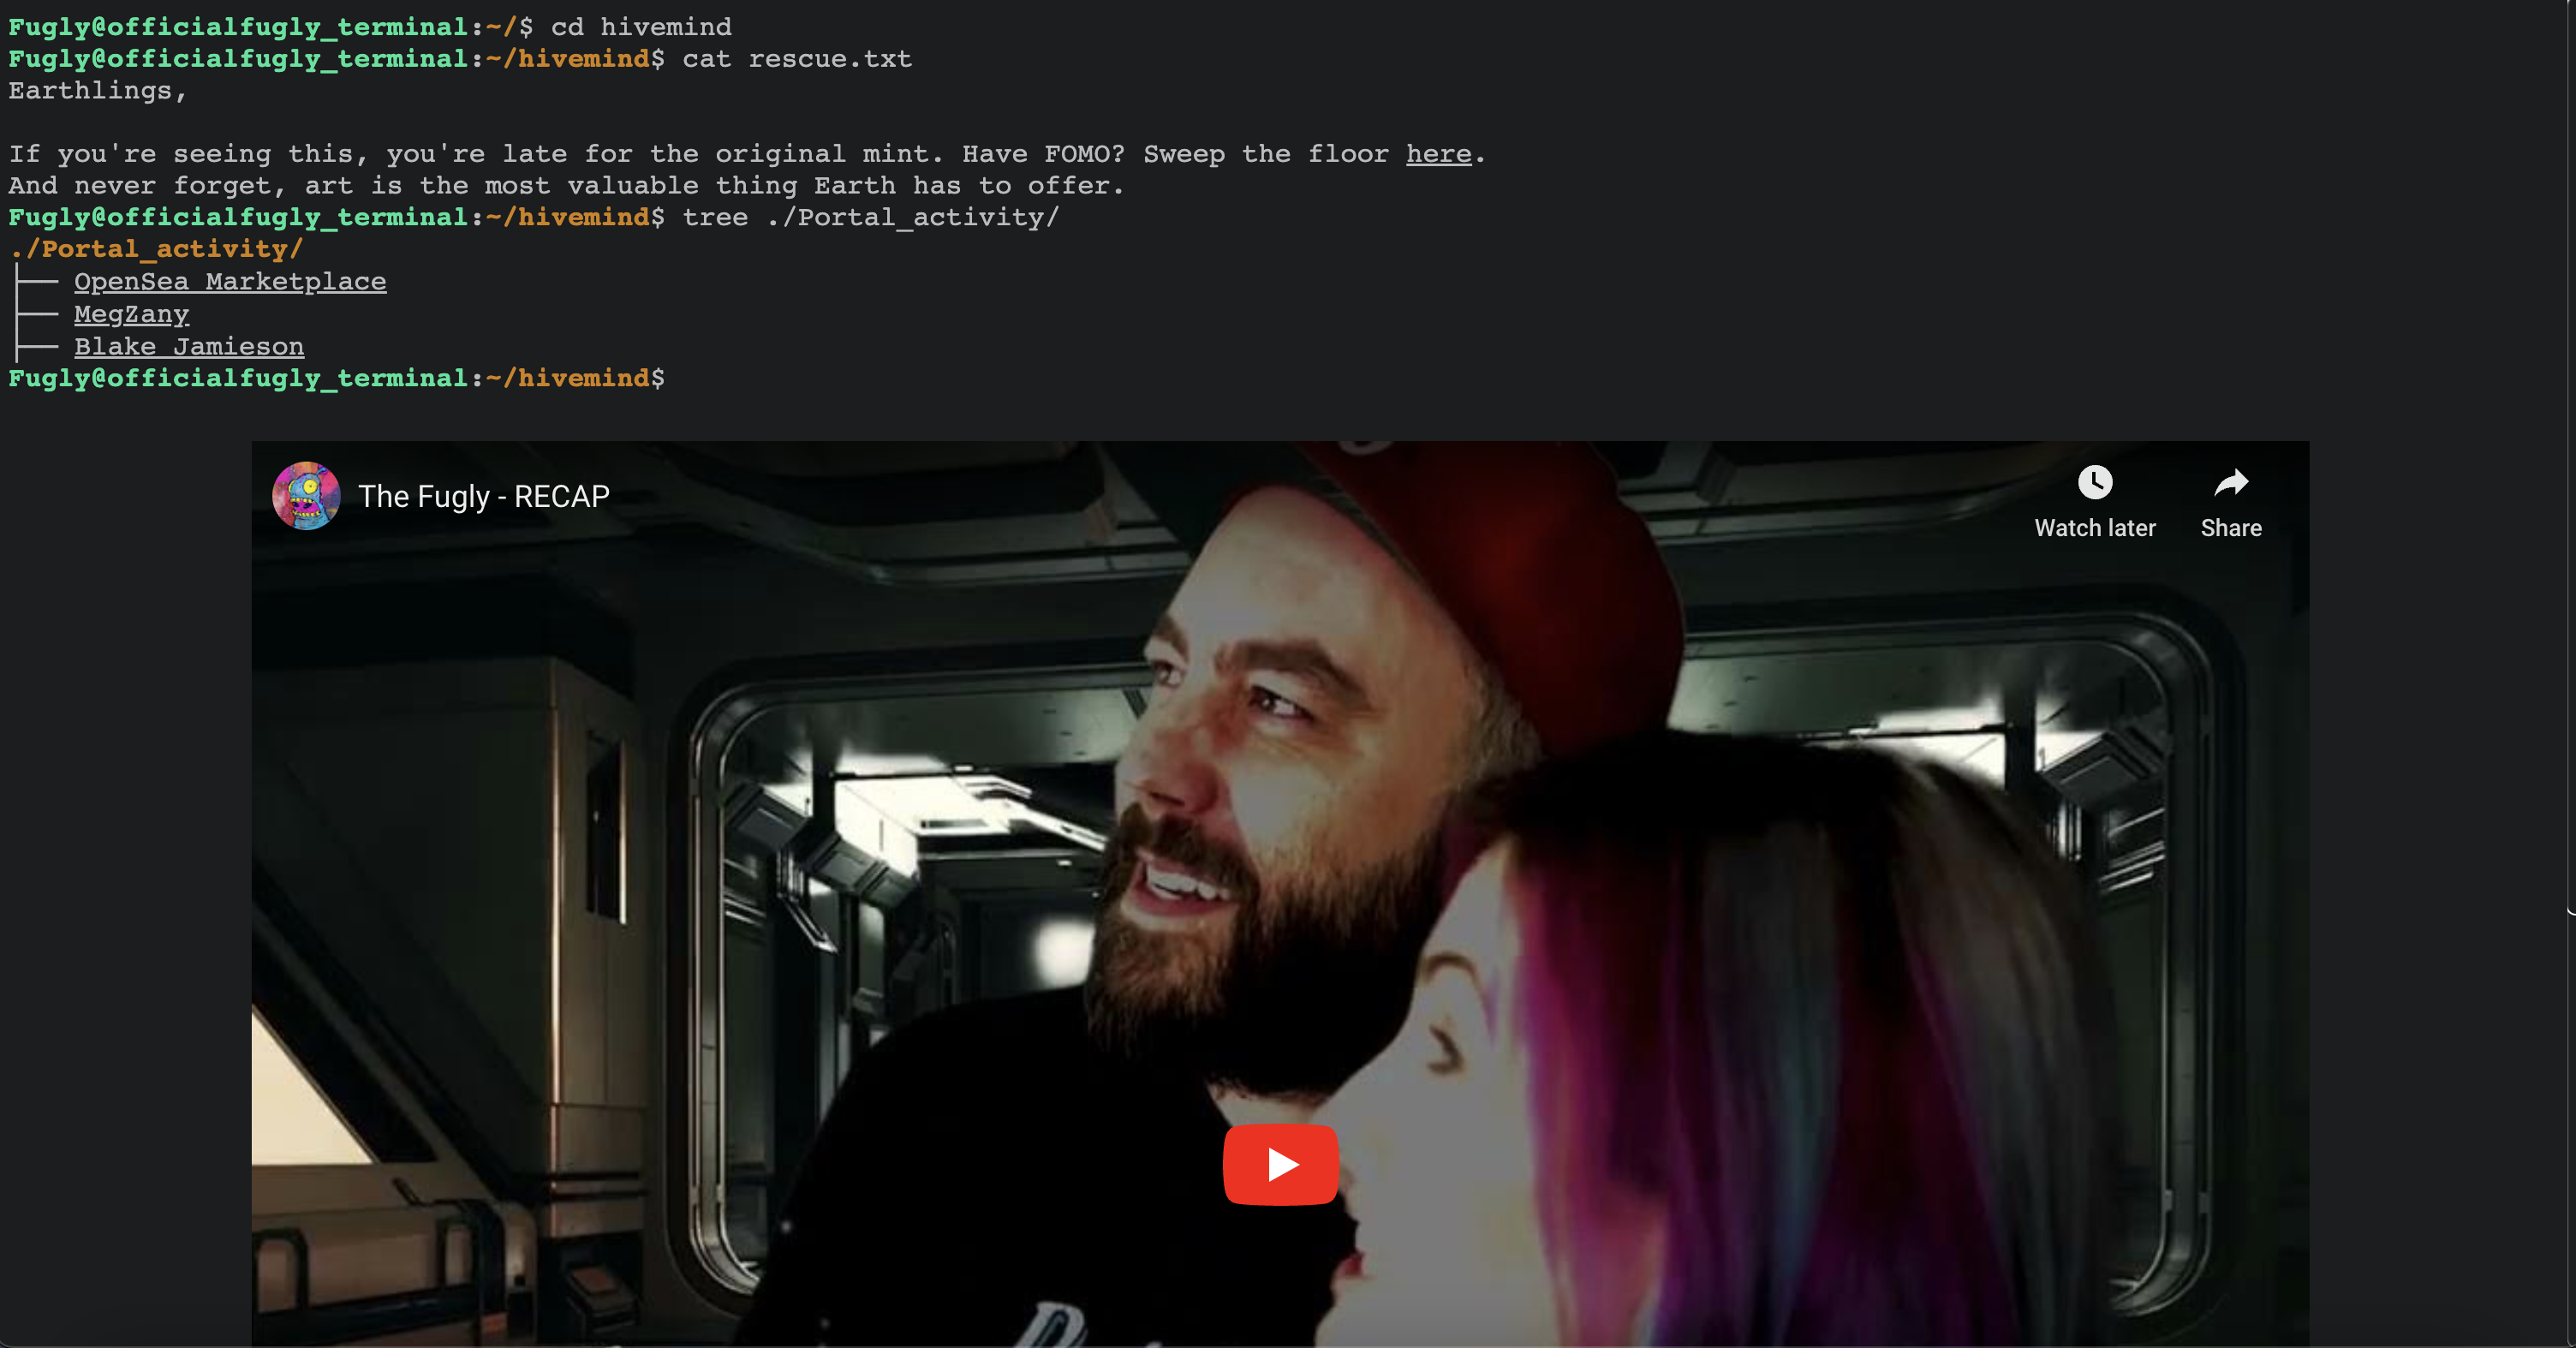 Fugly@officialfugly_terminal:~/$ cd hivemind
Fugly@officialfugly_terminal:~/hivemind$ cat rescue.txt
Earthlings,
If you're seeing this, you're late for the original mint. Have FOMO? Sweep the floor here.
And never forget, art is the most valuable thing Earth has to offer.
Fugly@officialfugly_terminal:~/hivemind$ tree ./Portal_activity/
./Portal_activity/
├── OpenSea Marketplace
├── MegZany
├── Blake Jamieson
Fugly@officialfugly_terminal:~/hivemind$
The Fugly - RECAP
Watch later
Share